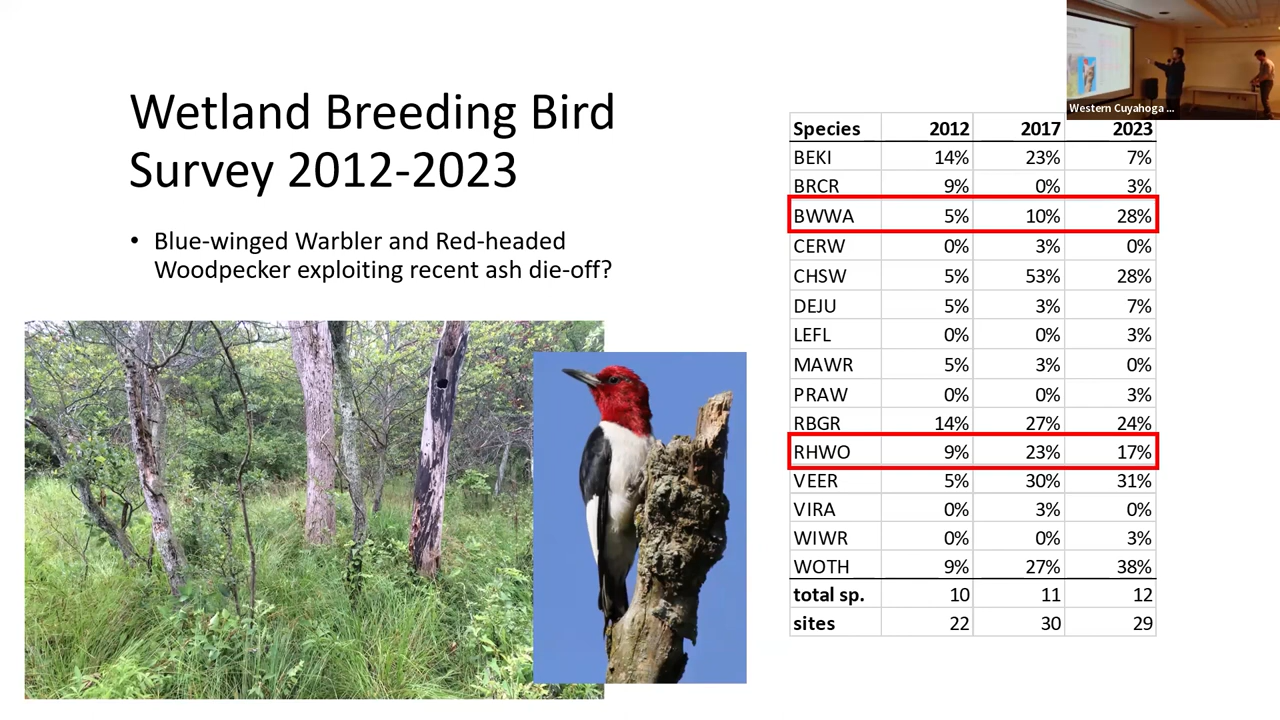 Wetland Breeding Bird
Survey 2012-2023
• Blue-winged Warbler and Red-headed
Woodpecker exploiting recent ash die-off?
Western Cuyahoga ...
Species 2012 2017 2023
BEKI 14% 23% 7%
BRCR 9% 0% 3%
BWWA 5% 10% 28%
CERW 0% 3% 0%
CHSW 5% 53% 28%
DEJU 5% 3% 7%
LEFL 0% 0% 3%
MAWR 5% 3% 0%
PRAW 0% 0% 3%
RBGR 14% 27% 24%
RHWO 9% 23% 17%
VEER 5% 30% 31%
VIRA 0% 3% 0%
WIWR 0% 0% 3%
WOTH 9% 27% 38%
total sp. 10 11 12
sites 22 30 29